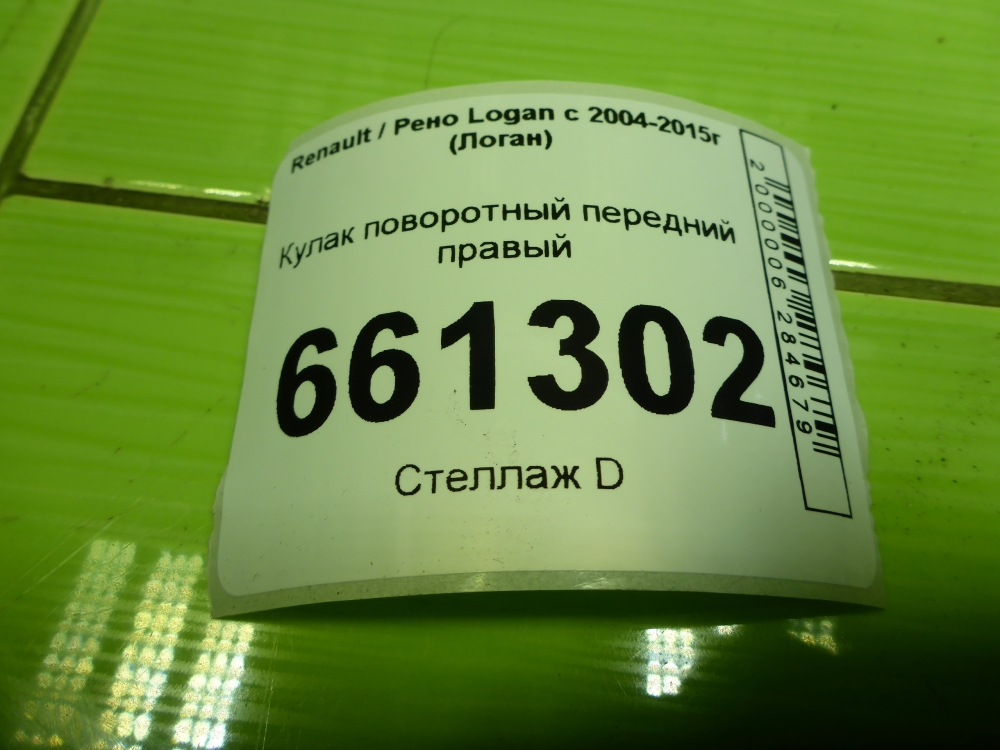 Renault / Рено Logan с 2004-2015г
(Логан)
Кулак поворотный передний
правый
661302
Стеллаж D
2000006284679